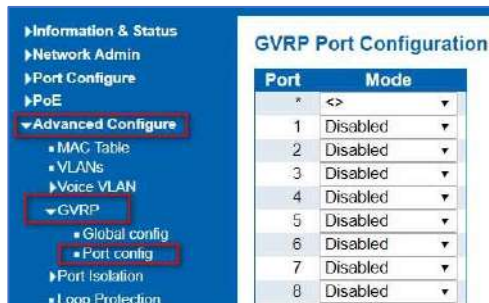 Information & Status
Network Admin
Port Configure
PoE
Advanced Configure
MAC Table
VLANs
Voice VLAN
GVRP
Global config
Port config
Port Isolation
Loop Protection
GVRP Port Configuration
Port Mode
* <>
1 Disabled
2 Disabled
3 Disabled
4 Disabled
5 Disabled
6 Disabled
7 Disabled
8 Disabled